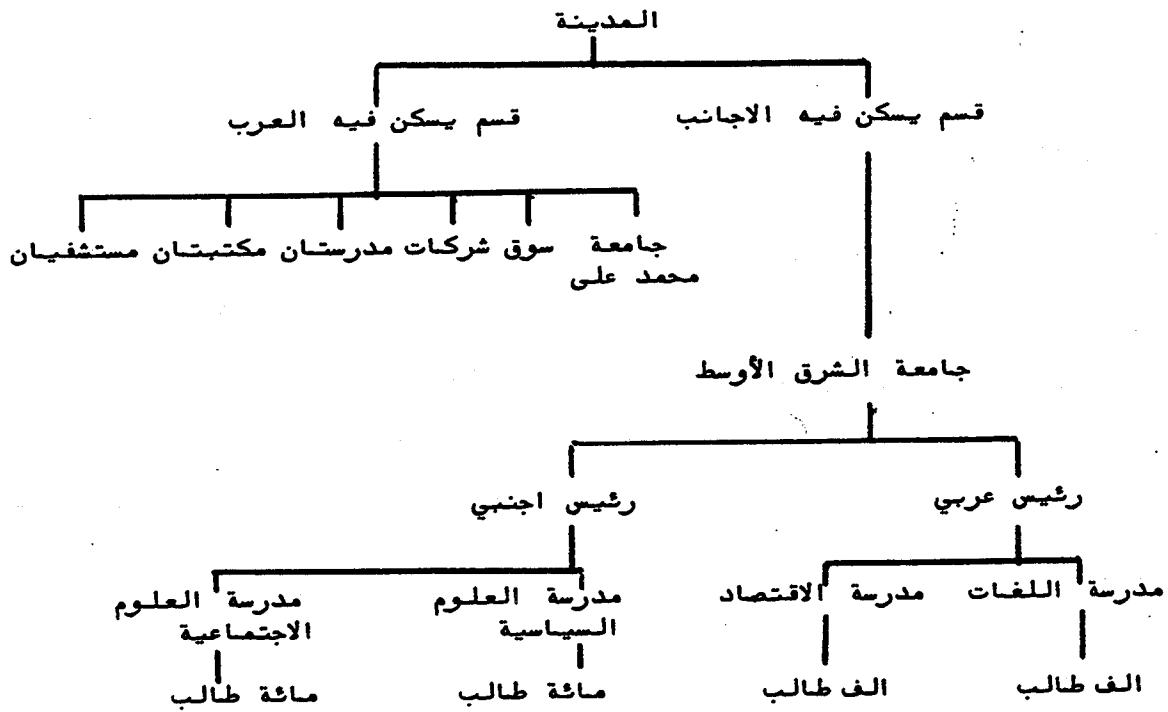 المدينة
قسم يسكن فيه الاجانب
قسم يسكن فيه العرب
جامعة
محمد على
سوق
شركات
مدرستان
مكتبتان
مستشفيان
جامعة الشرق الأوسط
رئيس عربي
رئيس اجنبي
مدرسة اللغات
مدرسة الاقتصاد
مدرسة العلوم
السياسية
مدرسة العلوم
الاجتماعية
الف طالب
الف طالب
مائة طالب
مائة طالب